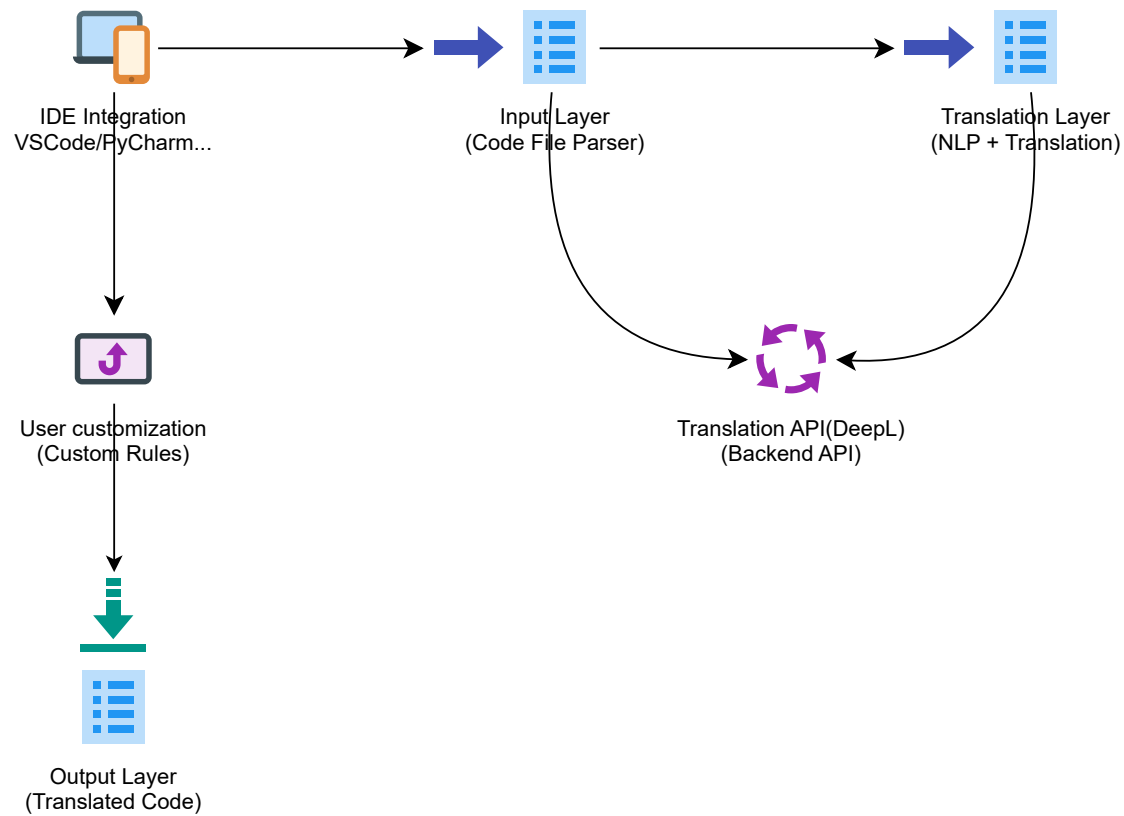 IDE Integration
VSCode/PyCharm...
Input Layer
(Code File Parser)
Translation Layer
(NLP + Translation)
User customization
(Custom Rules)
Translation API(DeepL)
(Backend API)
Output Layer
(Translated Code)